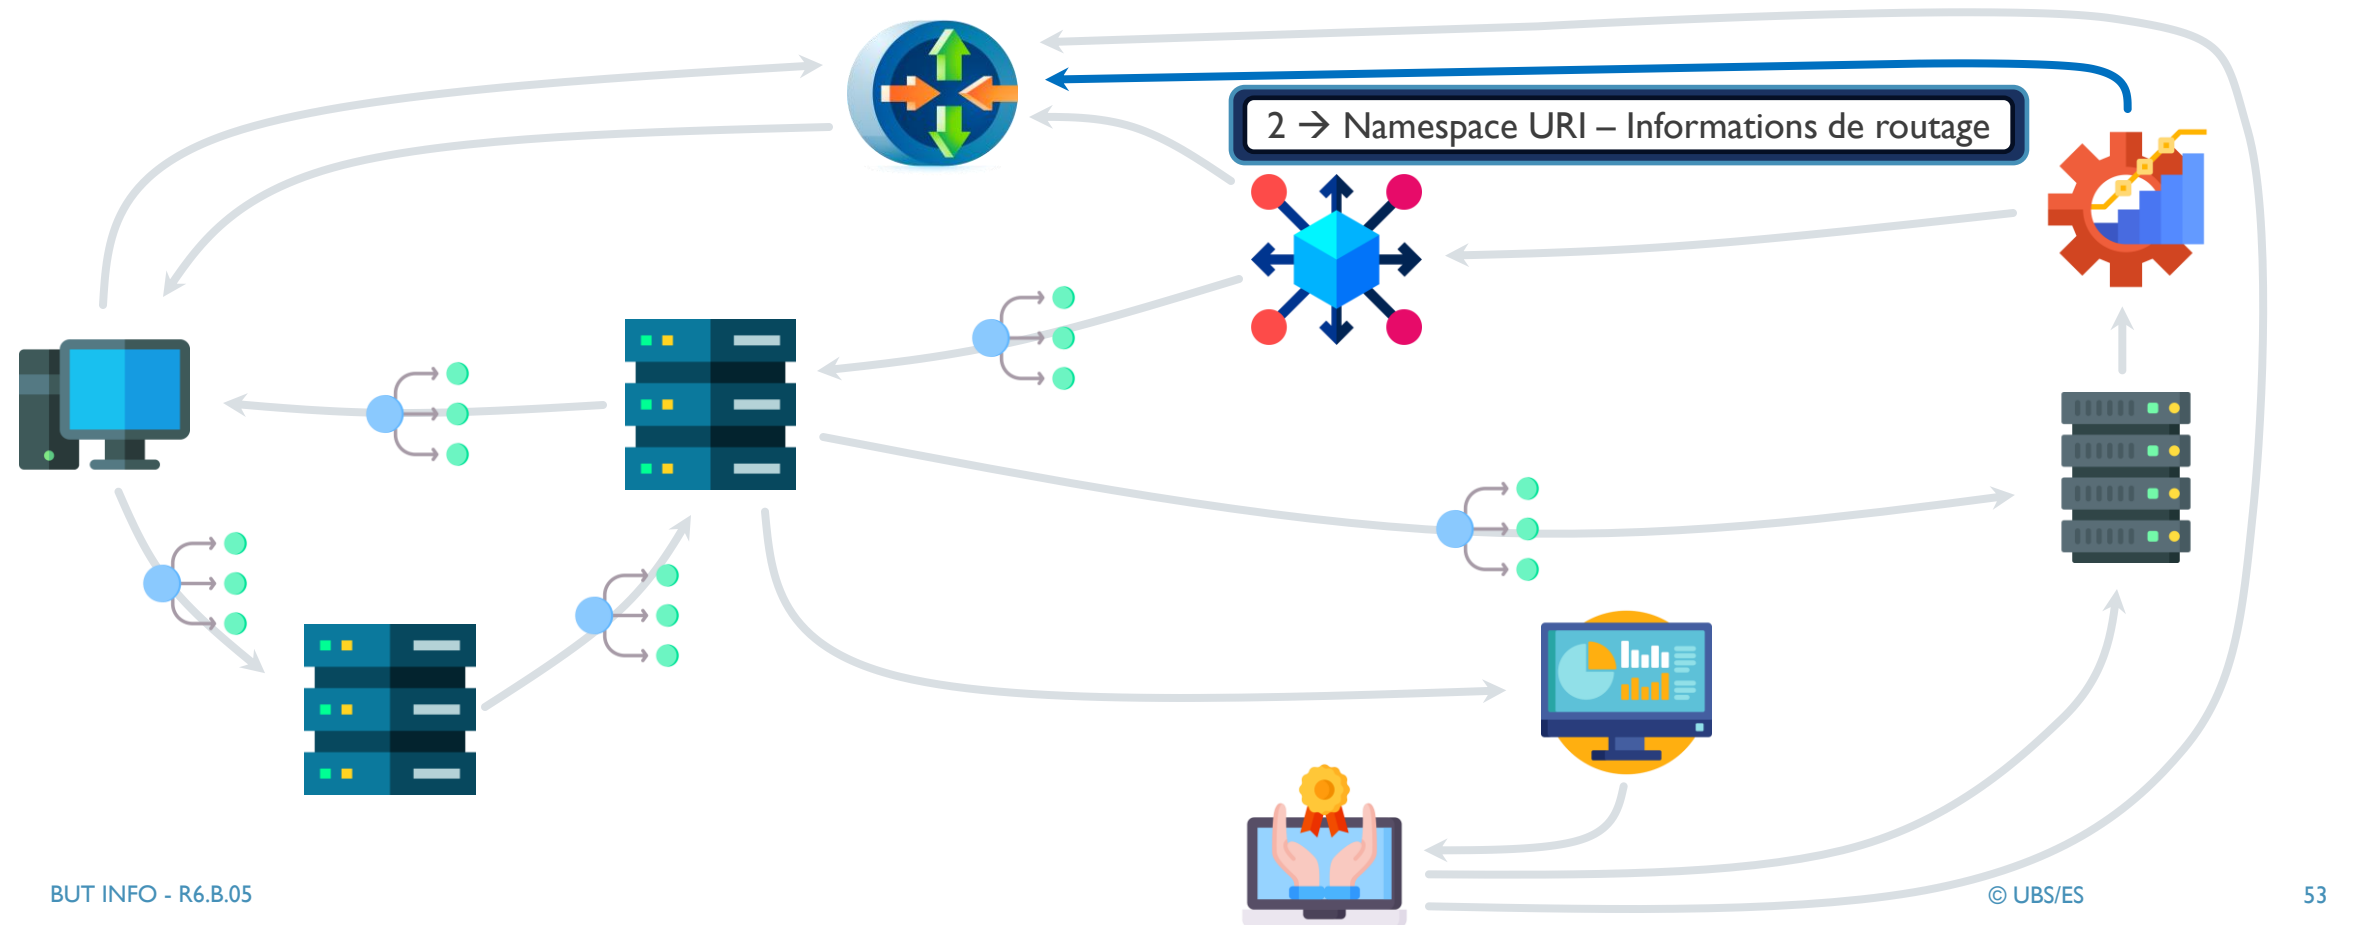 2 → Namespace URI – Informations de routage
BUT INFO - R6.B.05
© UBS/ES
53